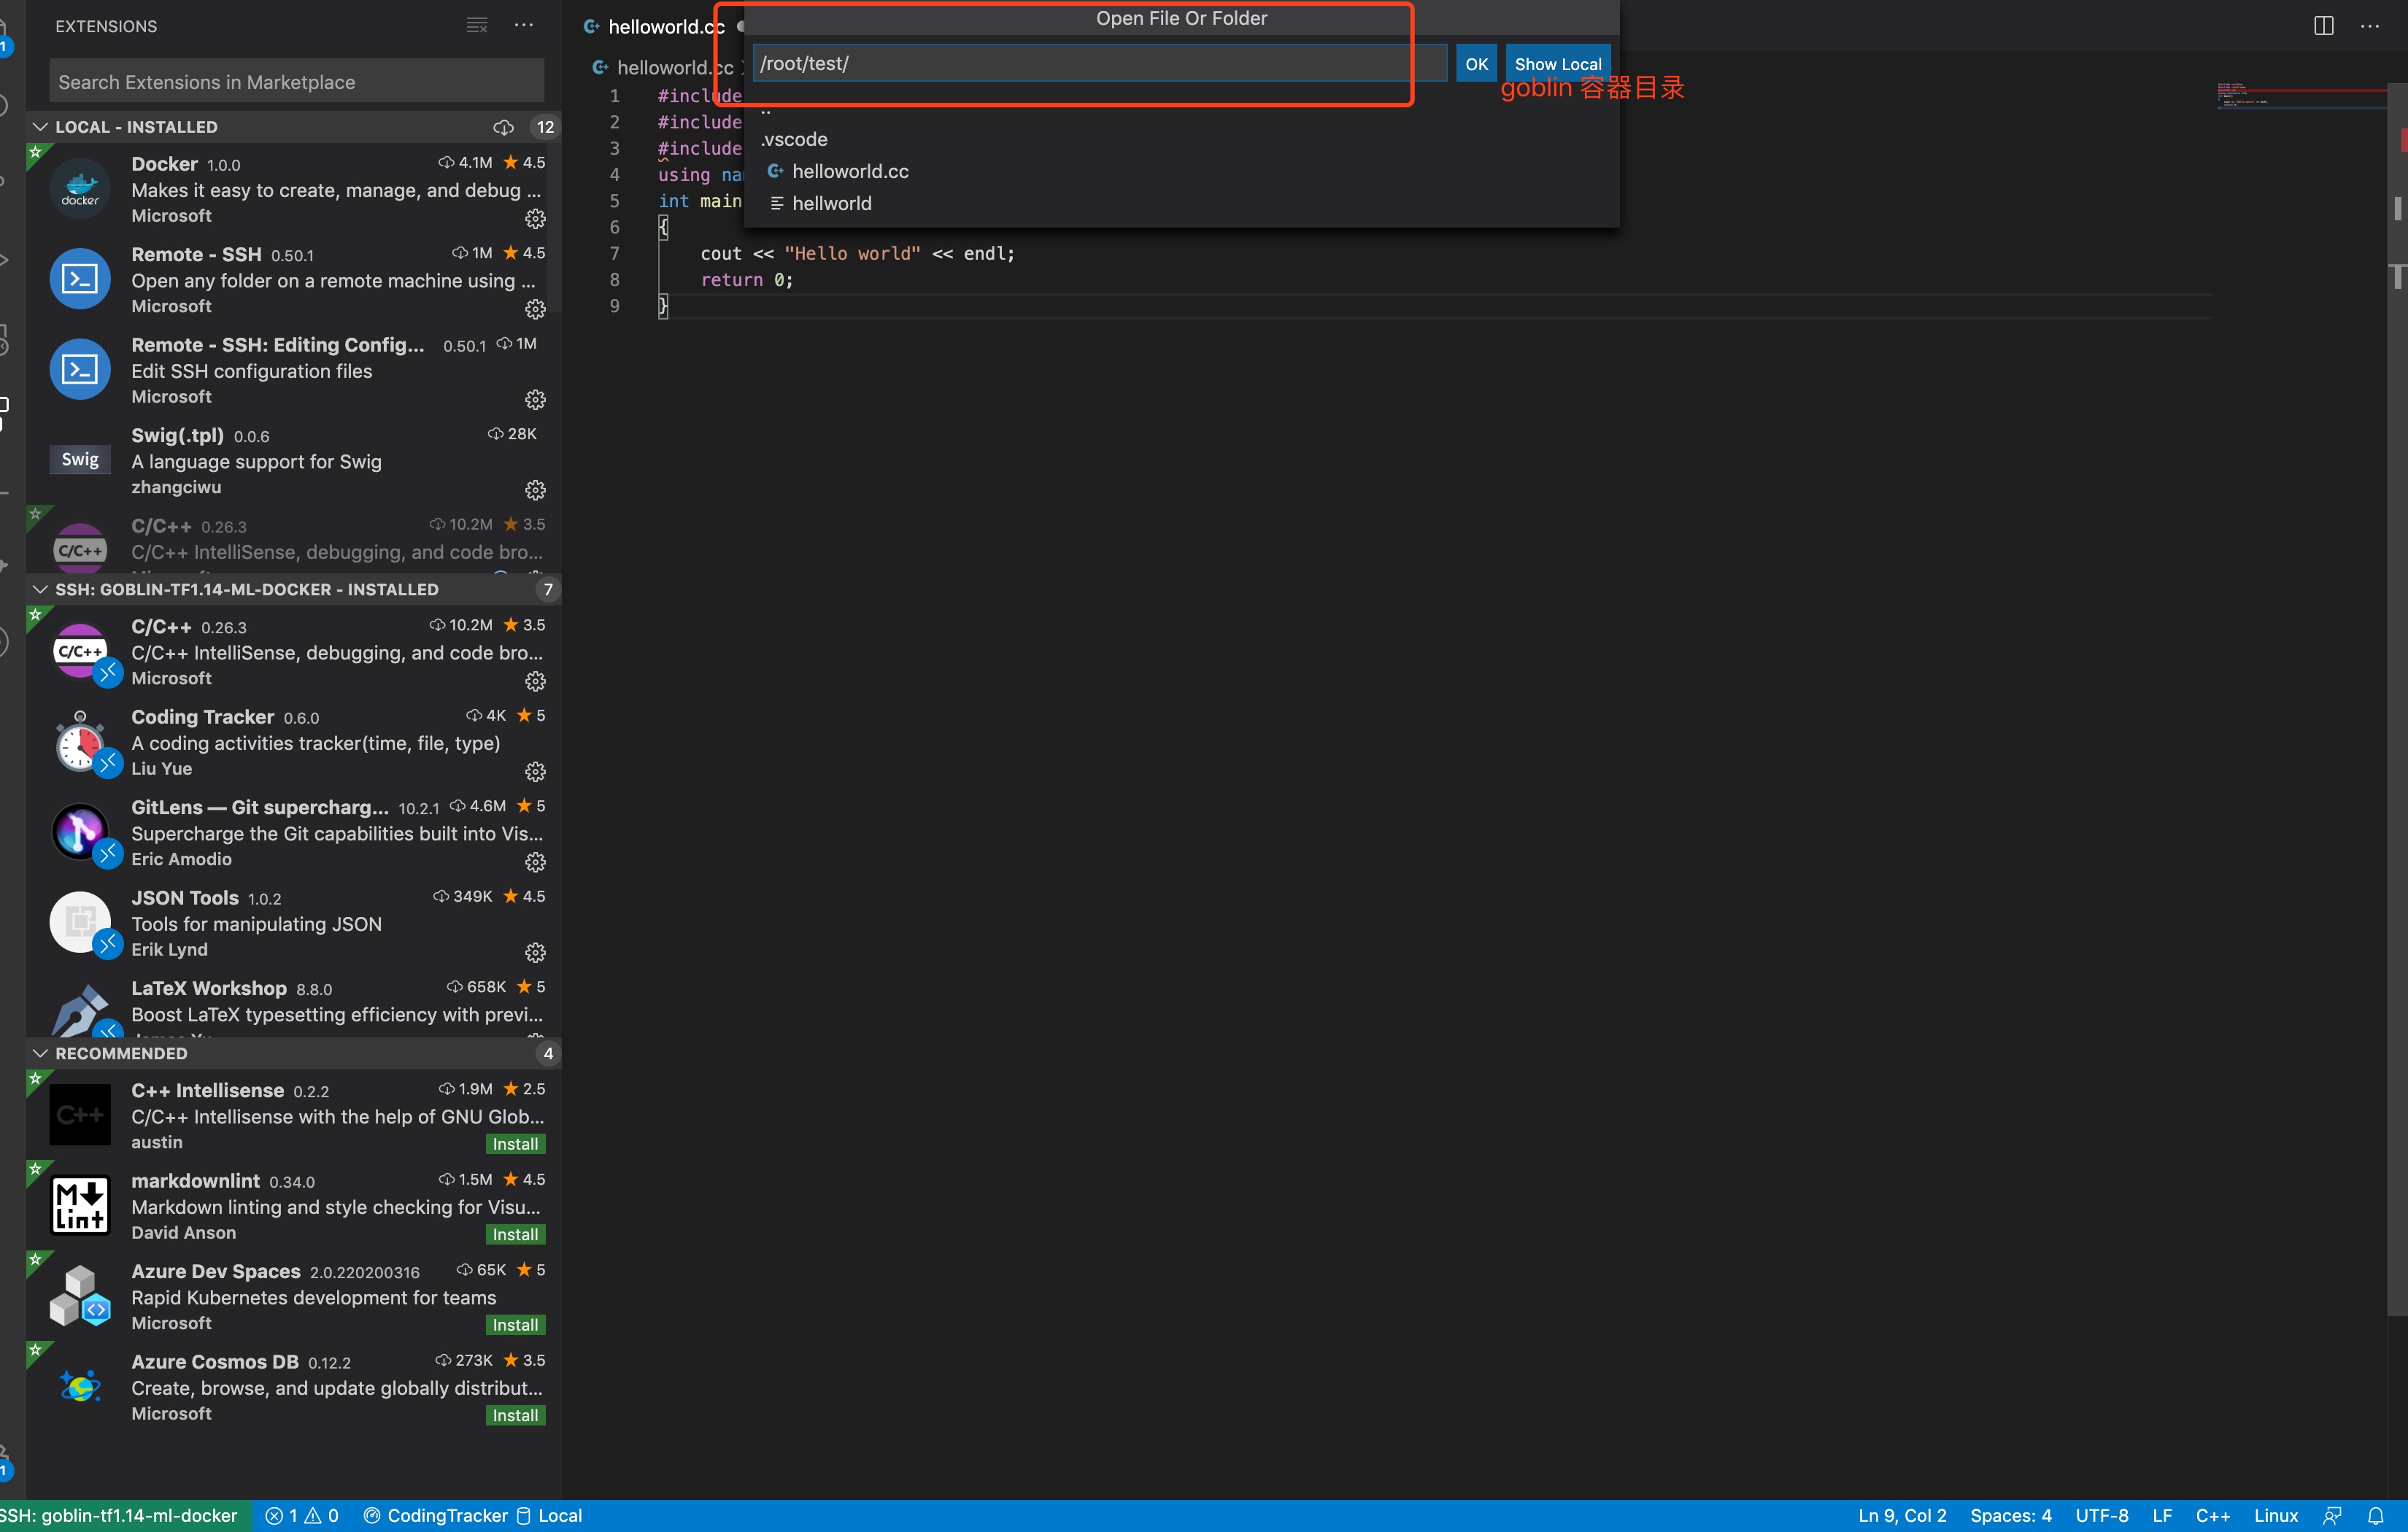 EXTENSIONS
Search Extensions in Marketplace
LOCAL - INSTALLED
12
Docker 1.0.0 4.1M 4.5
Makes it easy to create, manage, and debug ...
Microsoft
docker
Remote - SSH 0.50.1 1M 4.5
Open any folder on a remote machine using ...
Microsoft
Remote - SSH: Editing Config... 0.50.1 1M
Edit SSH configuration files
Microsoft
Swig(.tpl) 0.0.6 28K
Swig
A language support for Swig
zhangciwu
C/C++ 0.26.3 10.2M 3.5
C/C++
C/C++ IntelliSense, debugging, and code bro...
SSH: GOBLIN-TF1.14-ML-DOCKER - INSTALLED
7
C/C++ 0.26.3 10.2M 3.5
C/C++
C/C++ IntelliSense, debugging, and code bro...
Microsoft
Coding Tracker 0.6.0 4K 5
A coding activities tracker(time, file, type)
Liu Yue
GitLens — Git supercharg... 10.2.1 4.6M 5
Supercharge the Git capabilities built into Vis...
Eric Amodio
JSON Tools 1.0.2 349K 4.5
Tools for manipulating JSON
Erik Lynd
LaTeX Workshop 8.8.0 658K 5
Boost LaTeX typesetting efficiency with previ...
RECOMMENDED
4
C++ Intellisense 0.2.2 1.9M 2.5
C++
C/C++ Intellisense with the help of GNU Glob...
austin
Install
markdownlint 0.34.0 1.5M 4.5
M
Lint
Markdown linting and style checking for Visu...
David Anson
Install
Azure Dev Spaces 2.0.220200316 65K 5
Rapid Kubernetes development for teams
Microsoft
Install
Azure Cosmos DB 0.12.2 273K 3.5
Create, browse, and update globally distribut...
Microsoft
Install
helloworld.cc
helloworld.cc
Open File Or Folder
/root/test/
OK
Show Local
goblin 容器目录
..
.vscode
helloworld.cc
hellworld
1 #include
2 #include
3 #include
4 using na
5 int main
6 {
7 cout << "Hello world" << endl;
8 return 0;
9 }
1
1
SSH: goblin-tf1.14-ml-docker
1 0
CodingTracker
Local
Ln 9, Col 2
Spaces: 4
UTF-8
LF
C++
Linux